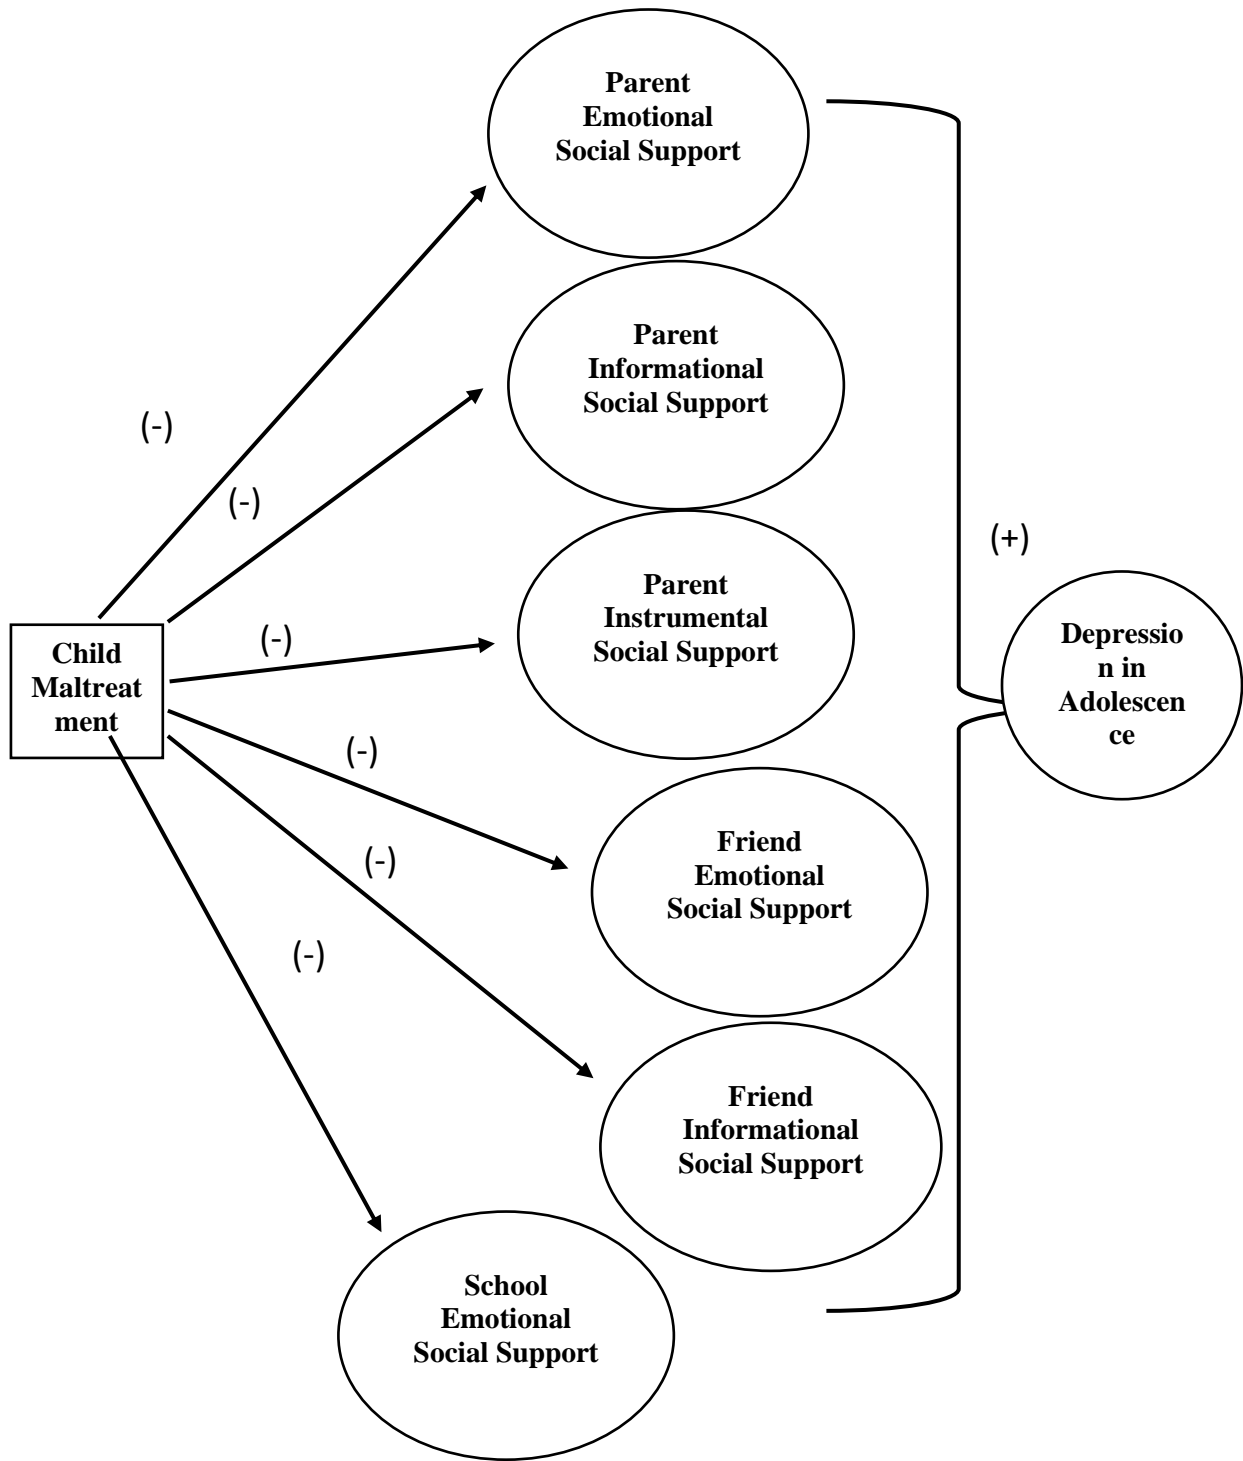 Parent
Emotional
Social Support
Parent
Informational
Social Support
(-)
(-)
(+)
Parent
Instrumental
Social Support
(-)
Child
Maltreat
ment
Depressio
n in
Adolescen
ce
(-)
Friend
Emotional
Social Support
(-)
(-)
Friend
Informational
Social Support
School
Emotional
Social Support